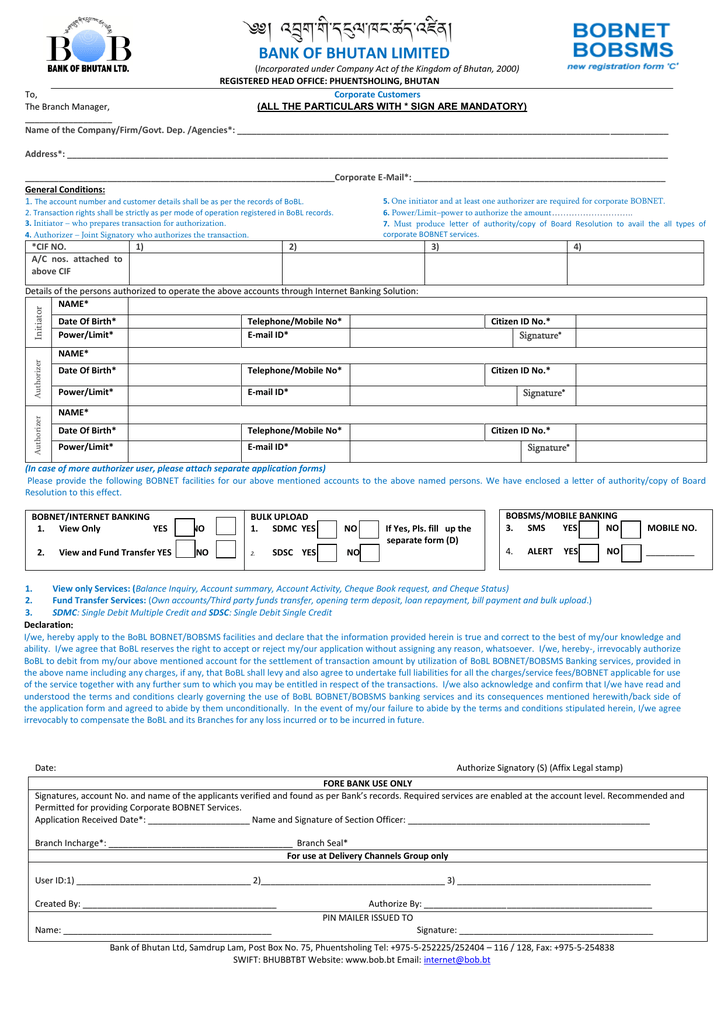 BOB
BANK OF BHUTAN LTD.
༄༅། །འབྲུག་གི་དངུལ་ཁང་ཚད་འཛིན།
BANK OF BHUTAN LIMITED
(Incorporated under Company Act of the Kingdom of Bhutan, 2000)
REGISTERED HEAD OFFICE: PHUENTSHOLING, BHUTAN
BOBNET
BOBSMS
new registration form 'C'
To,
Corporate Customers
The Branch Manager,
(ALL THE PARTICULARS WITH * SIGN ARE MANDATORY)
__________________
Name of the Company/Firm/Govt. Dep. /Agencies*: ____________________
Address*: ____________________
____________________Corporate E-Mail*: ____________________
General Conditions:
1. The account number and customer details shall be as per the records of BoBL.
2. Transaction rights shall be strictly as per mode of operation registered in BoBL records.
3. Initiator – who prepares transaction for authorization.
4. Authorizer – Joint Signatory who authorizes the transaction.
5. One initiator and at least one authorizer are required for corporate BOBNET.
6. Power/Limit–power to authorize the amount………………………..
7. Must produce letter of authority/copy of Board Resolution to avail the all types of
corporate BOBNET services.
*CIF NO. 1) 2) 3) 4)
A/C nos. attached to
above CIF
Details of the persons authorized to operate the above accounts through Internet Banking Solution:
Initiator
NAME*
Date Of Birth* Telephone/Mobile No* Citizen ID No.*
Power/Limit* E-mail ID* Signature*
Authorizer
NAME*
Date Of Birth* Telephone/Mobile No* Citizen ID No.*
Power/Limit* E-mail ID* Signature*
Authorizer
NAME*
Date Of Birth* Telephone/Mobile No* Citizen ID No.*
Power/Limit* E-mail ID* Signature*
(In case of more authorizer user, please attach separate application forms)
Please provide the following BOBNET facilities for our above mentioned accounts to the above named persons. We have enclosed a letter of authority/copy of Board
Resolution to this effect.
BOBNET/INTERNET BANKING
1. View Only YES NO
2. View and Fund Transfer YES NO
BULK UPLOAD
1. SDMC YES NO If Yes, Pls. fill up the
separate form (D)
2. SDSC YES NO
BOBSMS/MOBILE BANKING
3. SMS YES NO MOBILE NO.
4. ALERT YES NO __________
1. View only Services: (Balance Inquiry, Account summary, Account Activity, Cheque Book request, and Cheque Status)
2. Fund Transfer Services: (Own accounts/Third party funds transfer, opening term deposit, loan repayment, bill payment and bulk upload.)
3. SDMC: Single Debit Multiple Credit and SDSC: Single Debit Single Credit
Declaration:
I/we, hereby apply to the BoBL BOBNET/BOBSMS facilities and declare that the information provided herein is true and correct to the best of my/our knowledge and
ability. I/we agree that BoBL reserves the right to accept or reject my/our application without assigning any reason, whatsoever. I/we, hereby-, irrevocably authorize
BoBL to debit from my/our above mentioned account for the settlement of transaction amount by utilization of BoBL BOBNET/BOBSMS Banking services, provided in
the above name including any charges, if any, that BoBL shall levy and also agree to undertake full liabilities for all the charges/service fees/BOBNET applicable for use
of the service together with any further sum to which you may be entitled in respect of the transactions. I/we also acknowledge and confirm that I/we have read and
understood the terms and conditions clearly governing the use of BoBL BOBNET/BOBSMS banking services and its consequences mentioned herewith/back side of
the application form and agreed to abide by them unconditionally. In the event of my/our failure to abide by the terms and conditions stipulated herein, I/we agree
irrevocably to compensate the BoBL and its Branches for any loss incurred or to be incurred in future.
Date: Authorize Signatory (S) (Affix Legal stamp)
FORE BANK USE ONLY
Signatures, account No. and name of the applicants verified and found as per Bank's records. Required services are enabled at the account level. Recommended and
Permitted for providing Corporate BOBNET Services.
Application Received Date*: ____________________ Name and Signature of Section Officer: ____________________
Branch Incharge*: ____________________ Branch Seal*
For use at Delivery Channels Group only
User ID:1) ____________________ 2)____________________ 3) ____________________
Created By: ____________________ Authorize By: ____________________
PIN MAILER ISSUED TO
Name: ____________________ Signature: ____________________
Bank of Bhutan Ltd, Samdrup Lam, Post Box No. 75, Phuentsholing Tel: +975-5-252225/252404 – 116 / 128, Fax: +975-5-254838
SWIFT: BHUBBTBT Website: www.bob.bt Email: internet@bob.bt